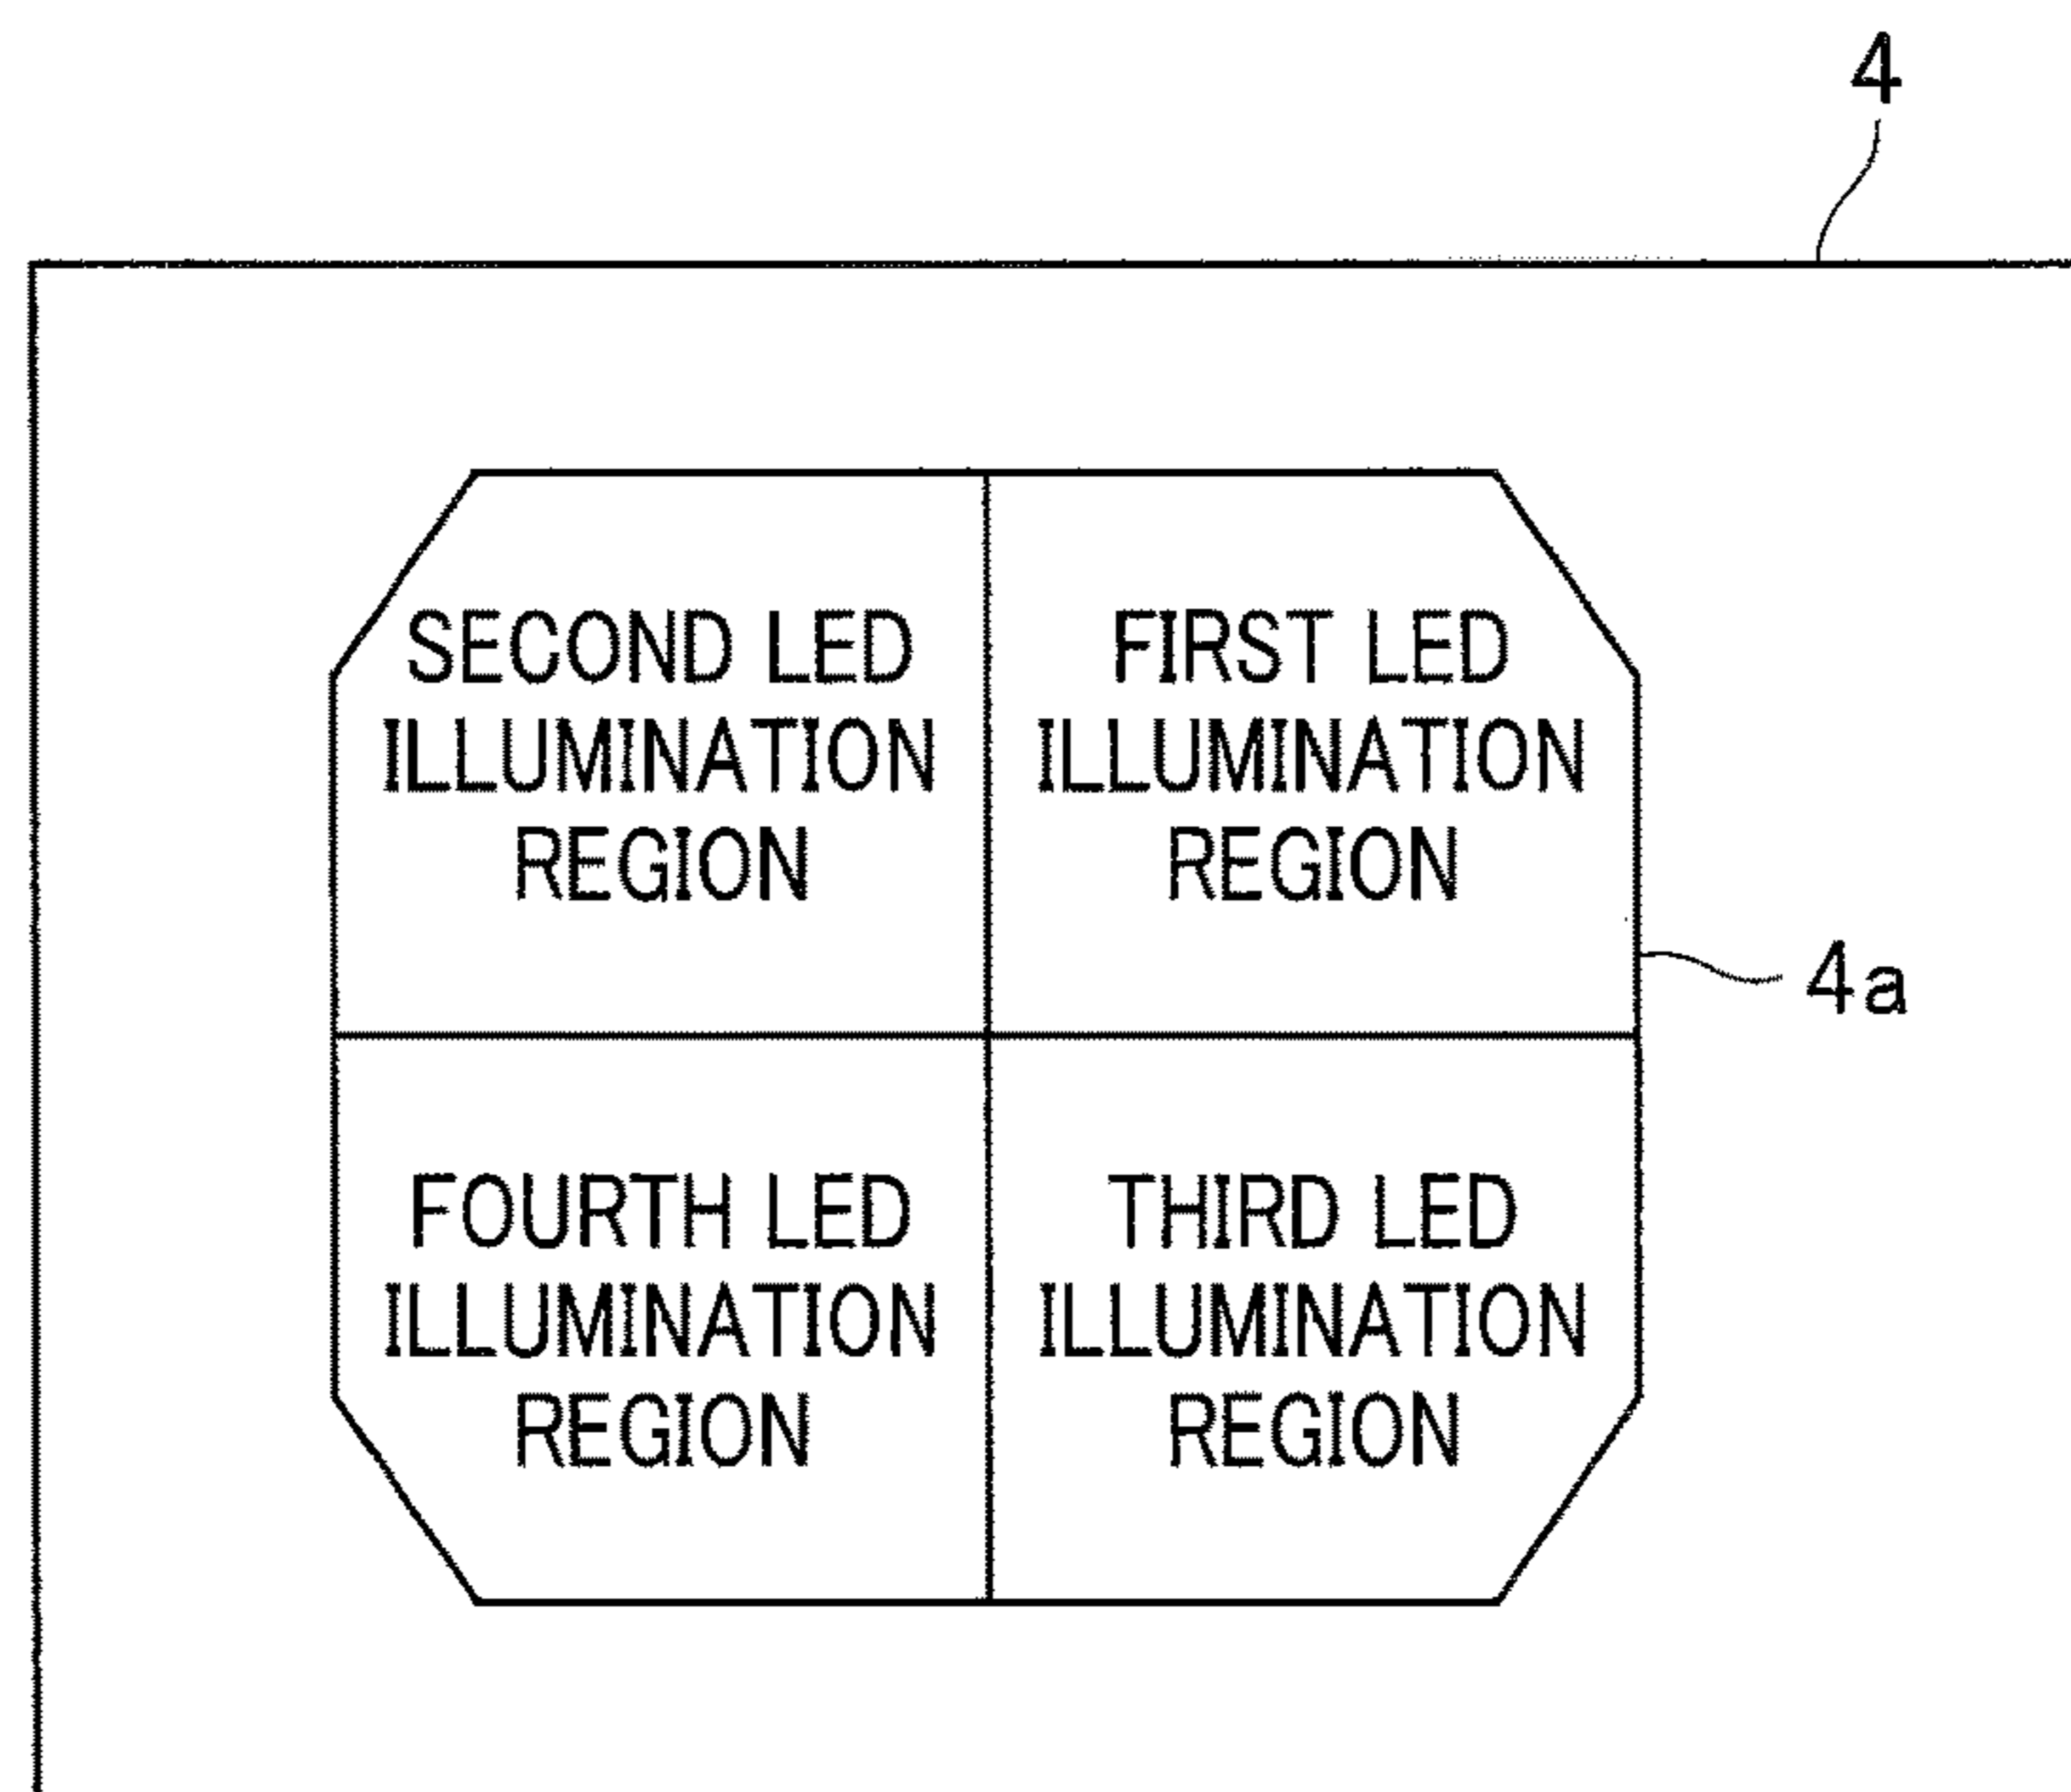 4
SECOND LED
ILLUMINATION
REGION
FIRST LED
ILLUMINATION
REGION
4a
FOURTH LED
ILLUMINATION
REGION
THIRD LED
ILLUMINATION
REGION